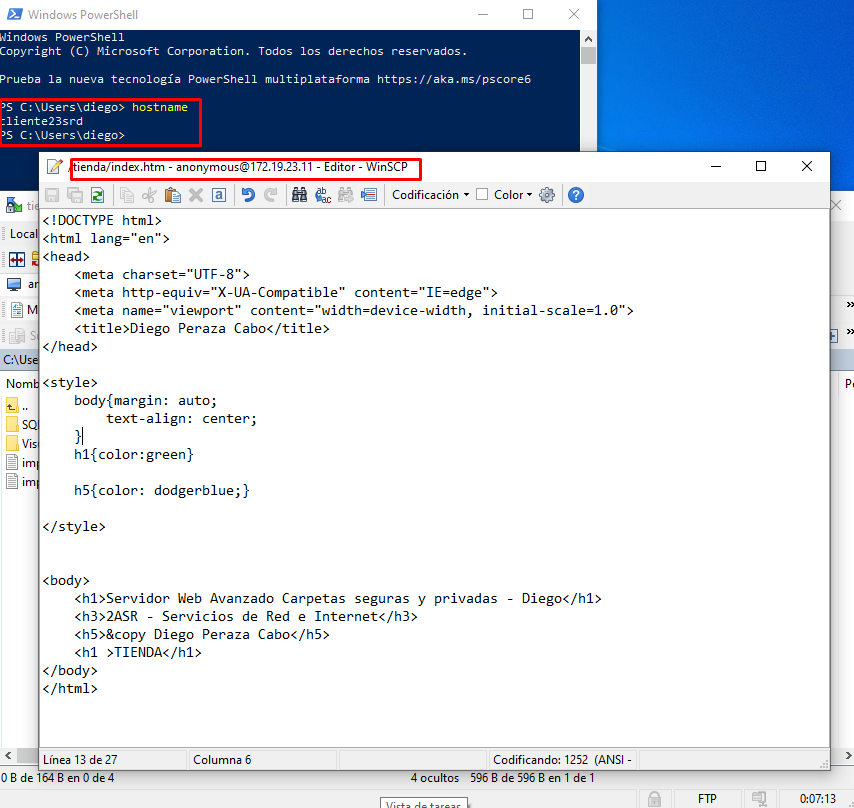 Windows PowerShell
Windows PowerShell
Copyright (C) Microsoft Corporation. Todos los derechos reservados.
Prueba la nueva tecnología PowerShell multiplataforma https://aka.ms/pscore6
PS C:\Users\diego> hostname
cliente23srd
PS C:\Users\diego>
/tienda/index.htm - anonymous@172.19.23.11 - Editor - WinSCP
Codificación
Color
<!DOCTYPE html>
<html lang="en">
<head>
    <meta charset="UTF-8">
    <meta http-equiv="X-UA-Compatible" content="IE=edge">
    <meta name="viewport" content="width=device-width, initial-scale=1.0">
    <title>Diego Peraza Cabo</title>
</head>
<style>
    body{margin: auto;
        text-align: center;
    }
    h1{color:green}
    h5{color: dodgerblue;}
</style>
<body>
    <h1>Servidor Web Avanzado Carpetas seguras y privadas - Diego</h1>
    <h3>2ASR - Servicios de Red e Internet</h3>
    <h5>&copy Diego Peraza Cabo</h5>
    <h1 >TIENDA</h1>
</body>
</html>
Línea 13 de 27
Columna 6
Codificando: 1252 (ANSI -
tie
Local
an
M
Su
C:\Use
Nomb
..
SQ
Vis
imp
imp
0 B de 164 B en 0 de 4
4 ocultos
596 B de 596 B en 1 de 1
Vista de tareas
FTP
0:07:13